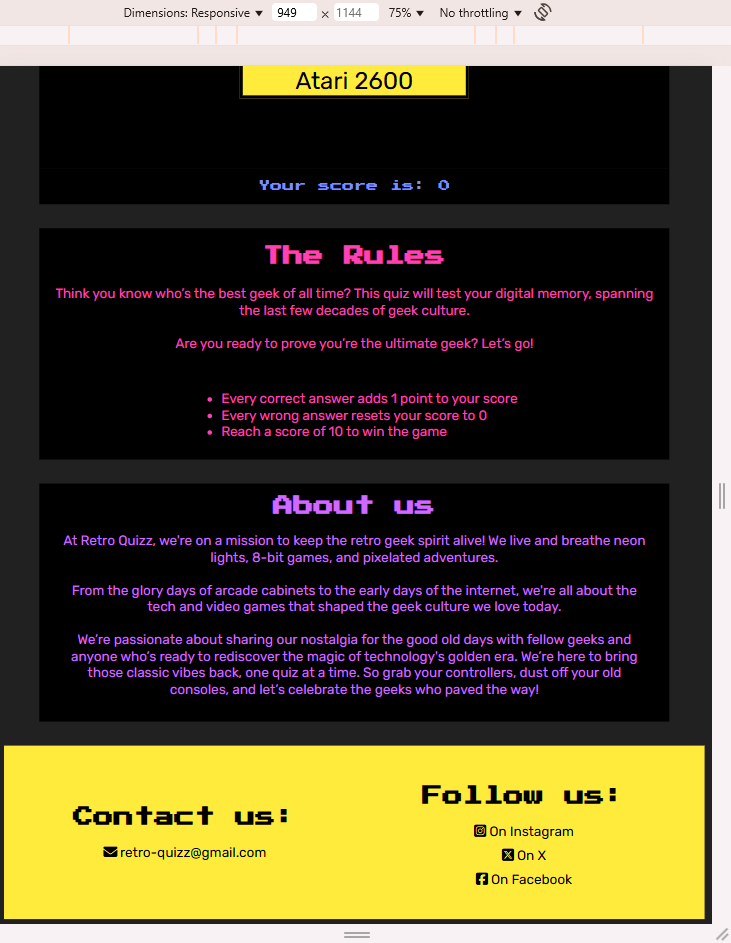 Dimensions: Responsive 949 x 1144 75% No throttling
Atari 2600
Your score is: 0
The Rules
Think you know who's the best geek of all time? This quiz will test your digital memory, spanning
the last few decades of geek culture.
Are you ready to prove you're the ultimate geek? Let's go!
• Every correct answer adds 1 point to your score
• Every wrong answer resets your score to 0
• Reach a score of 10 to win the game
About us
At Retro Quizz, we're on a mission to keep the retro geek spirit alive! We live and breathe neon
lights, 8-bit games, and pixelated adventures.
From the glory days of arcade cabinets to the early days of the internet, we're all about the
tech and video games that shaped the geek culture we love today.
We're passionate about sharing our nostalgia for the good old days with fellow geeks and
anyone who's ready to rediscover the magic of technology's golden era. We're here to bring
those classic vibes back, one quiz at a time. So grab your controllers, dust off your old
consoles, and let's celebrate the geeks who paved the way!
Contact us:
retro-quizz@gmail.com
Follow us:
On Instagram
On X
On Facebook